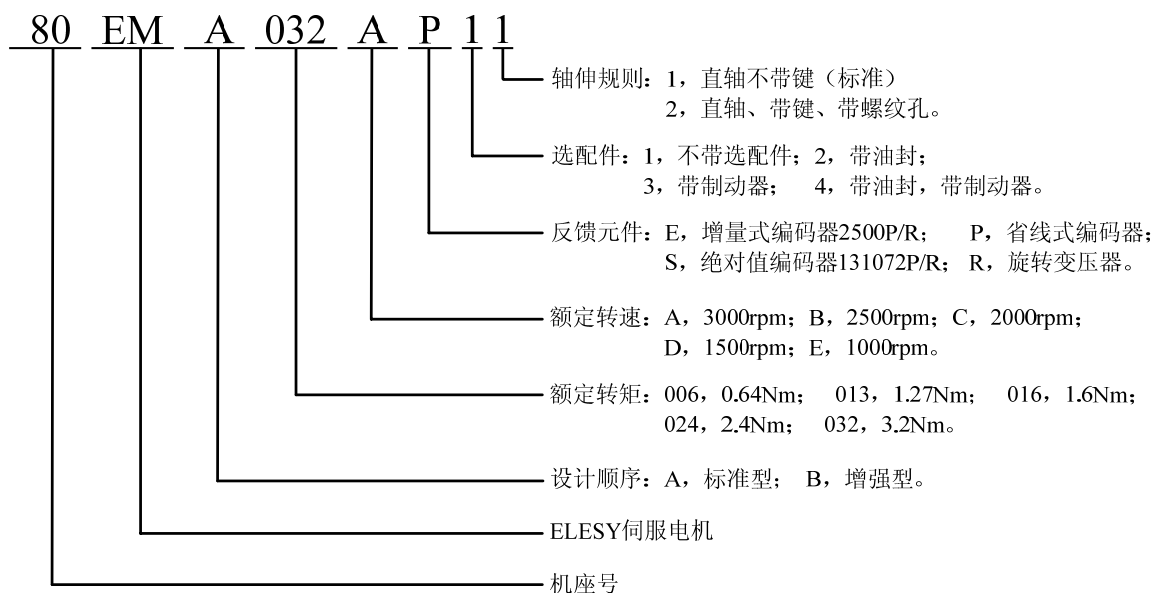 80 EM A 032 A P 1 1
轴伸规则：1，直轴不带键（标准）
2，直轴、带键、带螺纹孔。
选配件：1，不带选配件；2，带油封；
3，带制动器； 4，带油封，带制动器。
反馈元件：E，增量式编码器2500P/R； P，省线式编码器；
S，绝对值编码器131072P/R； R，旋转变压器。
额定转速：A，3000rpm；B，2500rpm；C，2000rpm；
D，1500rpm；E，1000rpm。
额定转矩：006，0.64Nm； 013，1.27Nm； 016，1.6Nm；
024，2.4Nm； 032，3.2Nm。
设计顺序：A，标准型； B，增强型。
ELESY伺服电机
机座号